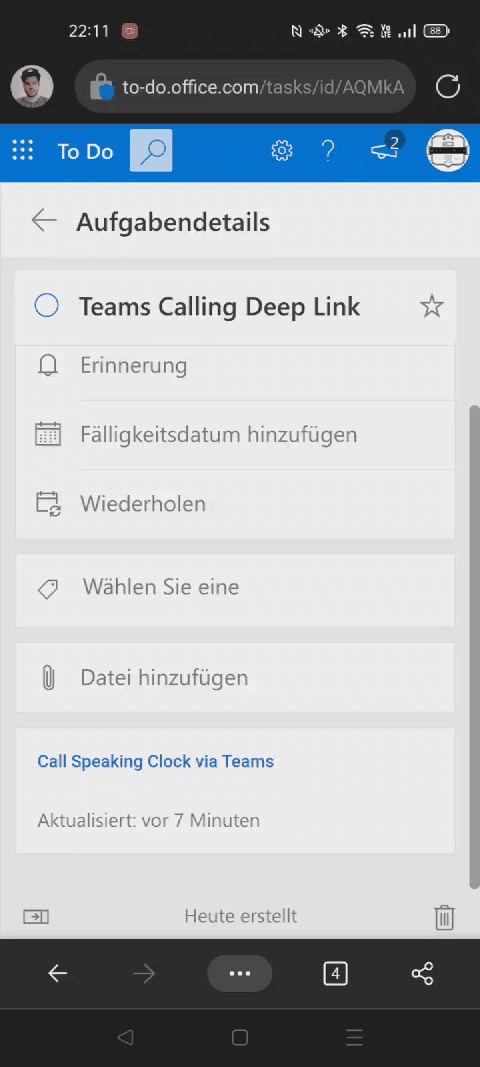 22:11
88
to-do.office.com/tasks/id/AQMkA
To Do
2
Aufgabendetails
Teams Calling Deep Link
Erinnerung
Fälligkeitsdatum hinzufügen
Wiederholen
Wählen Sie eine
Datei hinzufügen
Call Speaking Clock via Teams
Aktualisiert: vor 7 Minuten
Heute erstellt
4